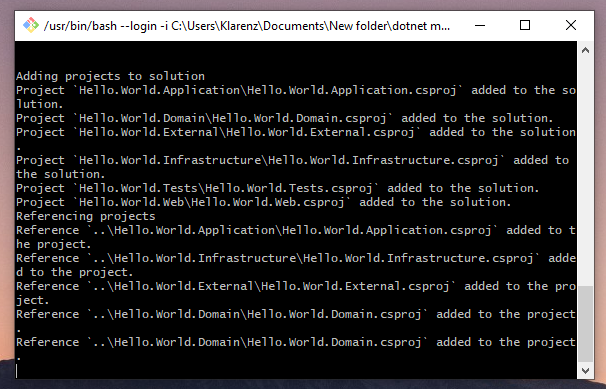 /usr/bin/bash --login -i C:\Users\Klarenz\Documents\New folder\dotnet m...
Adding projects to solution
Project `Hello.World.Application\Hello.World.Application.csproj` added to the so
lution.
Project `Hello.World.Domain\Hello.World.Domain.csproj` added to the solution.
Project `Hello.World.External\Hello.World.External.csproj` added to the solution
.
Project `Hello.World.Infrastructure\Hello.World.Infrastructure.csproj` added to
the solution.
Project `Hello.World.Tests\Hello.World.Tests.csproj` added to the solution.
Project `Hello.World.Web\Hello.World.Web.csproj` added to the solution.
Referencing projects
Reference `..\Hello.World.Application\Hello.World.Application.csproj` added to t
he project.
Reference `..\Hello.World.Infrastructure\Hello.World.Infrastructure.csproj` adde
d to the project.
Reference `..\Hello.World.External\Hello.World.External.csproj` added to the pro
ject.
Reference `..\Hello.World.Domain\Hello.World.Domain.csproj` added to the project
.
Reference `..\Hello.World.Domain\Hello.World.Domain.csproj` added to the project
.